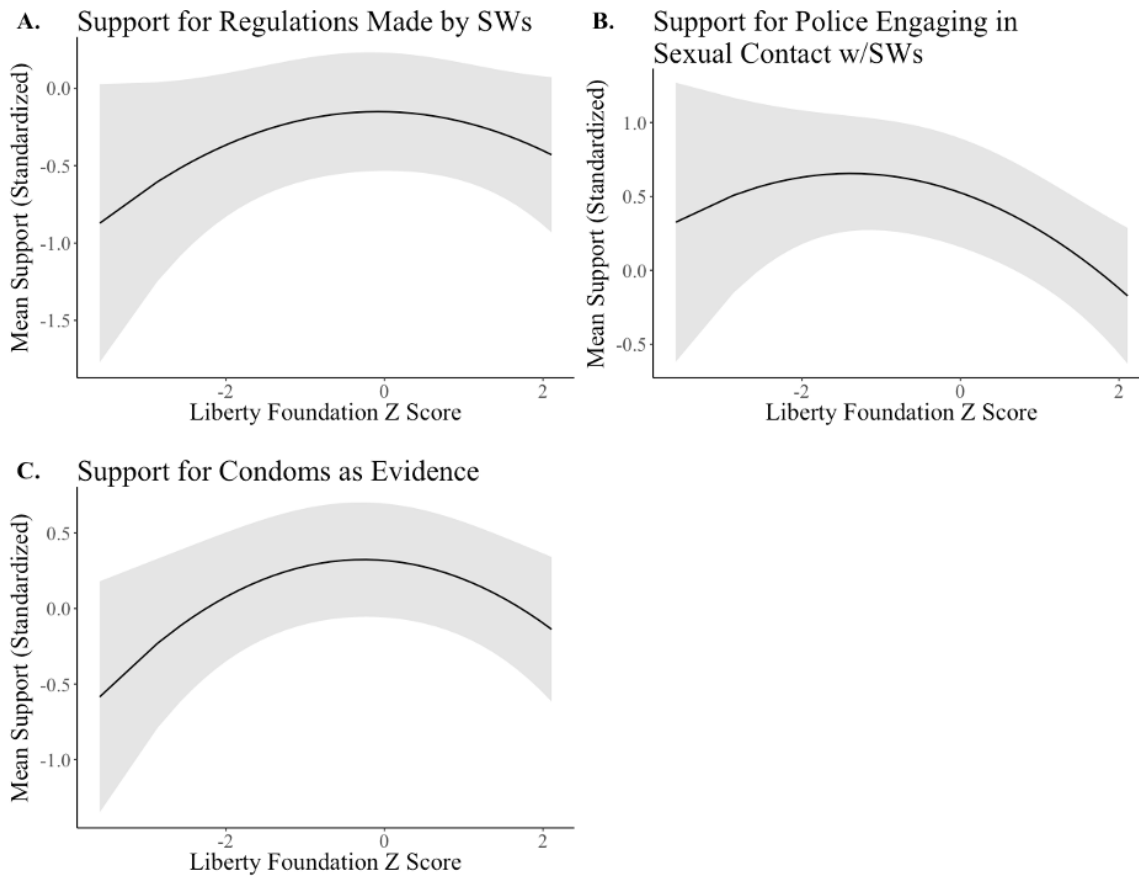 A. Support for Regulations Made by SWs
Mean Support (Standardized)
0.0
-0.5
-1.0
-1.5
-2 0 2
Liberty Foundation Z Score
B. Support for Police Engaging in
Sexual Contact w/SWs
Mean Support (Standardized)
1.0
0.5
0.0
-0.5
-2 0 2
Liberty Foundation Z Score
C. Support for Condoms as Evidence
Mean Support (Standardized)
0.5
0.0
-0.5
-1.0
-2 0 2
Liberty Foundation Z Score